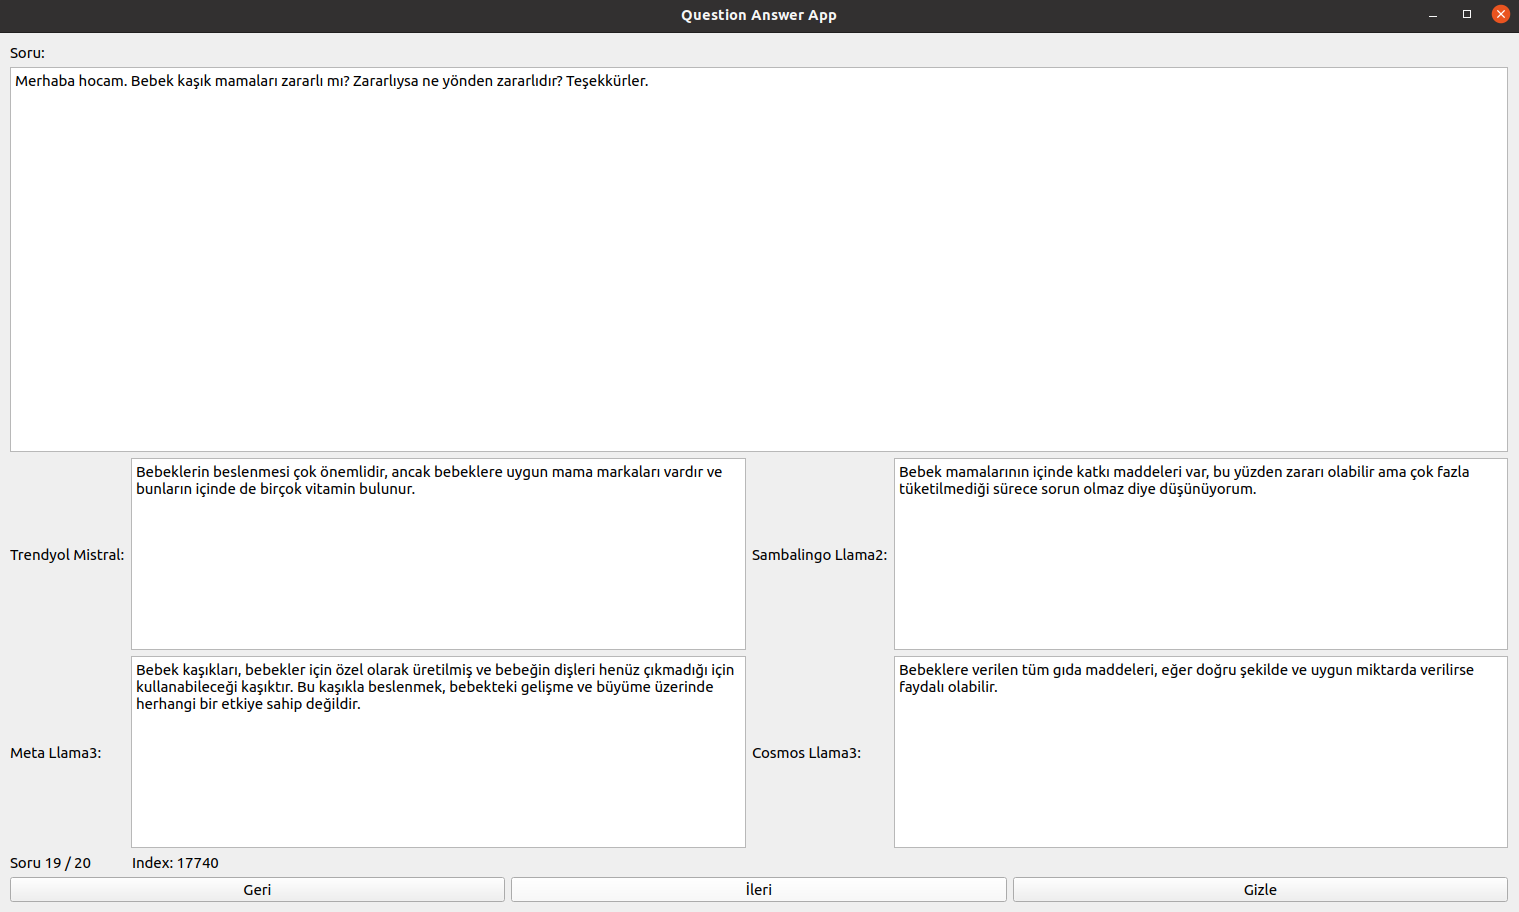 Question Answer App
Soru:
Merhaba hocam. Bebek kaşık mamaları zararlı mı? Zararlıysa ne yönden zararlıdır? Teşekkürler.
Trendyol Mistral:
Bebeklerin beslenmesi çok önemlidir, ancak bebeklere uygun mama markaları vardır ve
bunların içinde de birçok vitamin bulunur.
Sambalingo Llama2:
Bebek mamalarının içinde katkı maddeleri var, bu yüzden zararı olabilir ama çok fazla
tüketilmediği sürece sorun olmaz diye düşünüyorum.
Meta Llama3:
Bebek kaşıkları, bebekler için özel olarak üretilmiş ve bebeğin dişleri henüz çıkmadığı için
kullanabileceği kaşıktır. Bu kaşıkla beslenmek, bebekteki gelişme ve büyüme üzerinde
herhangi bir etkiye sahip değildir.
Cosmos Llama3:
Bebeklere verilen tüm gıda maddeleri, eğer doğru şekilde ve uygun miktarda verilirse
faydalı olabilir.
Soru 19 / 20
Index: 17740
Geri
İleri
Gizle